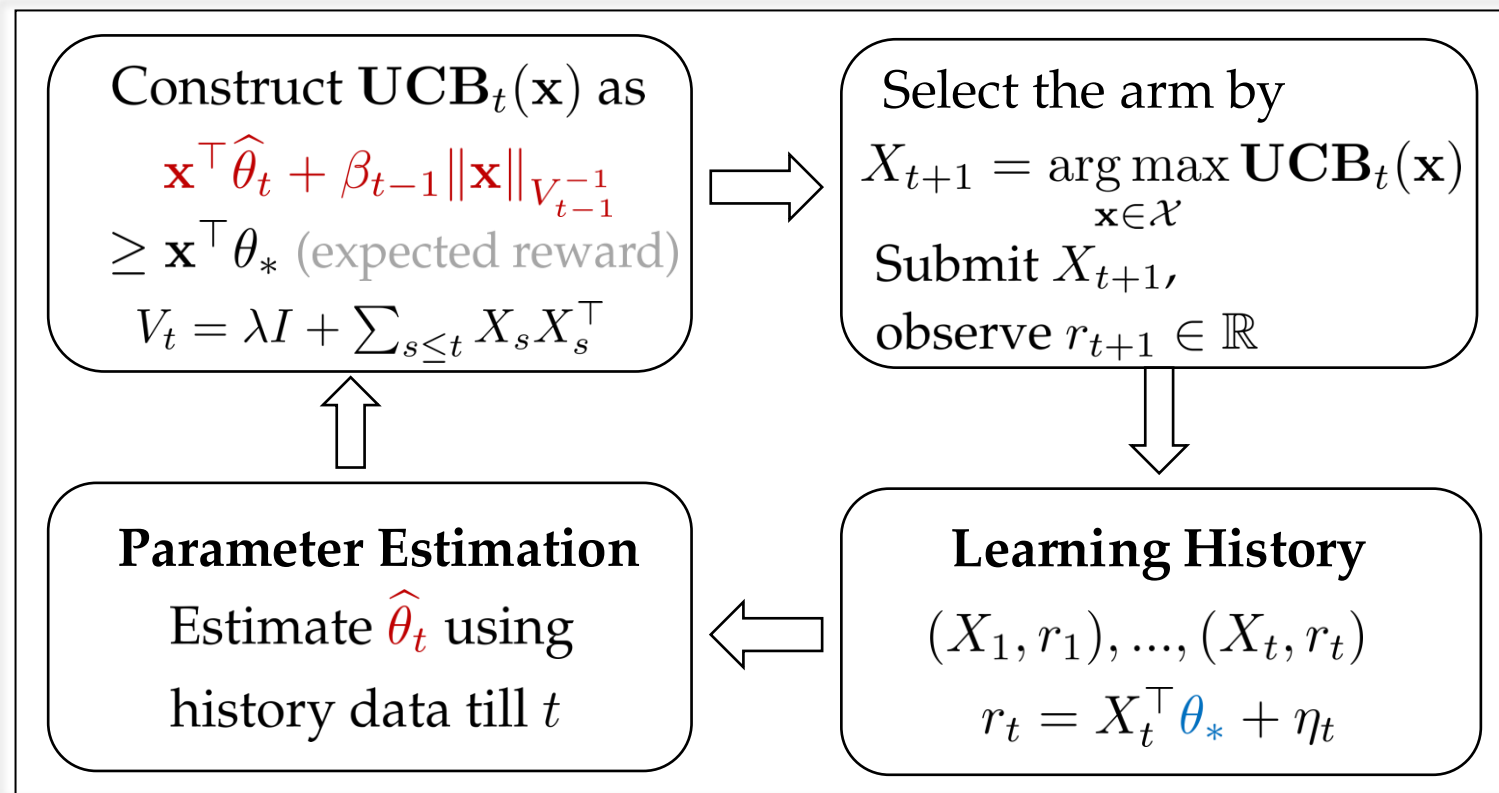 Construct UCB_t(x) as
x^⊤ θ̂_t + β_{t−1}‖x‖_{V_{t−1}^{−1}}
≥ x^⊤ θ_* (expected reward)
V_t = λI + ∑_{s≤t} X_s X_s^⊤
Select the arm by
X_{t+1} = arg max_{x∈𝒳} UCB_t(x)
Submit X_{t+1},
observe r_{t+1} ∈ ℝ
Parameter Estimation
Estimate θ̂_t using
history data till t
Learning History
(X_1, r_1), ..., (X_t, r_t)
r_t = X_t^⊤ θ_* + η_t